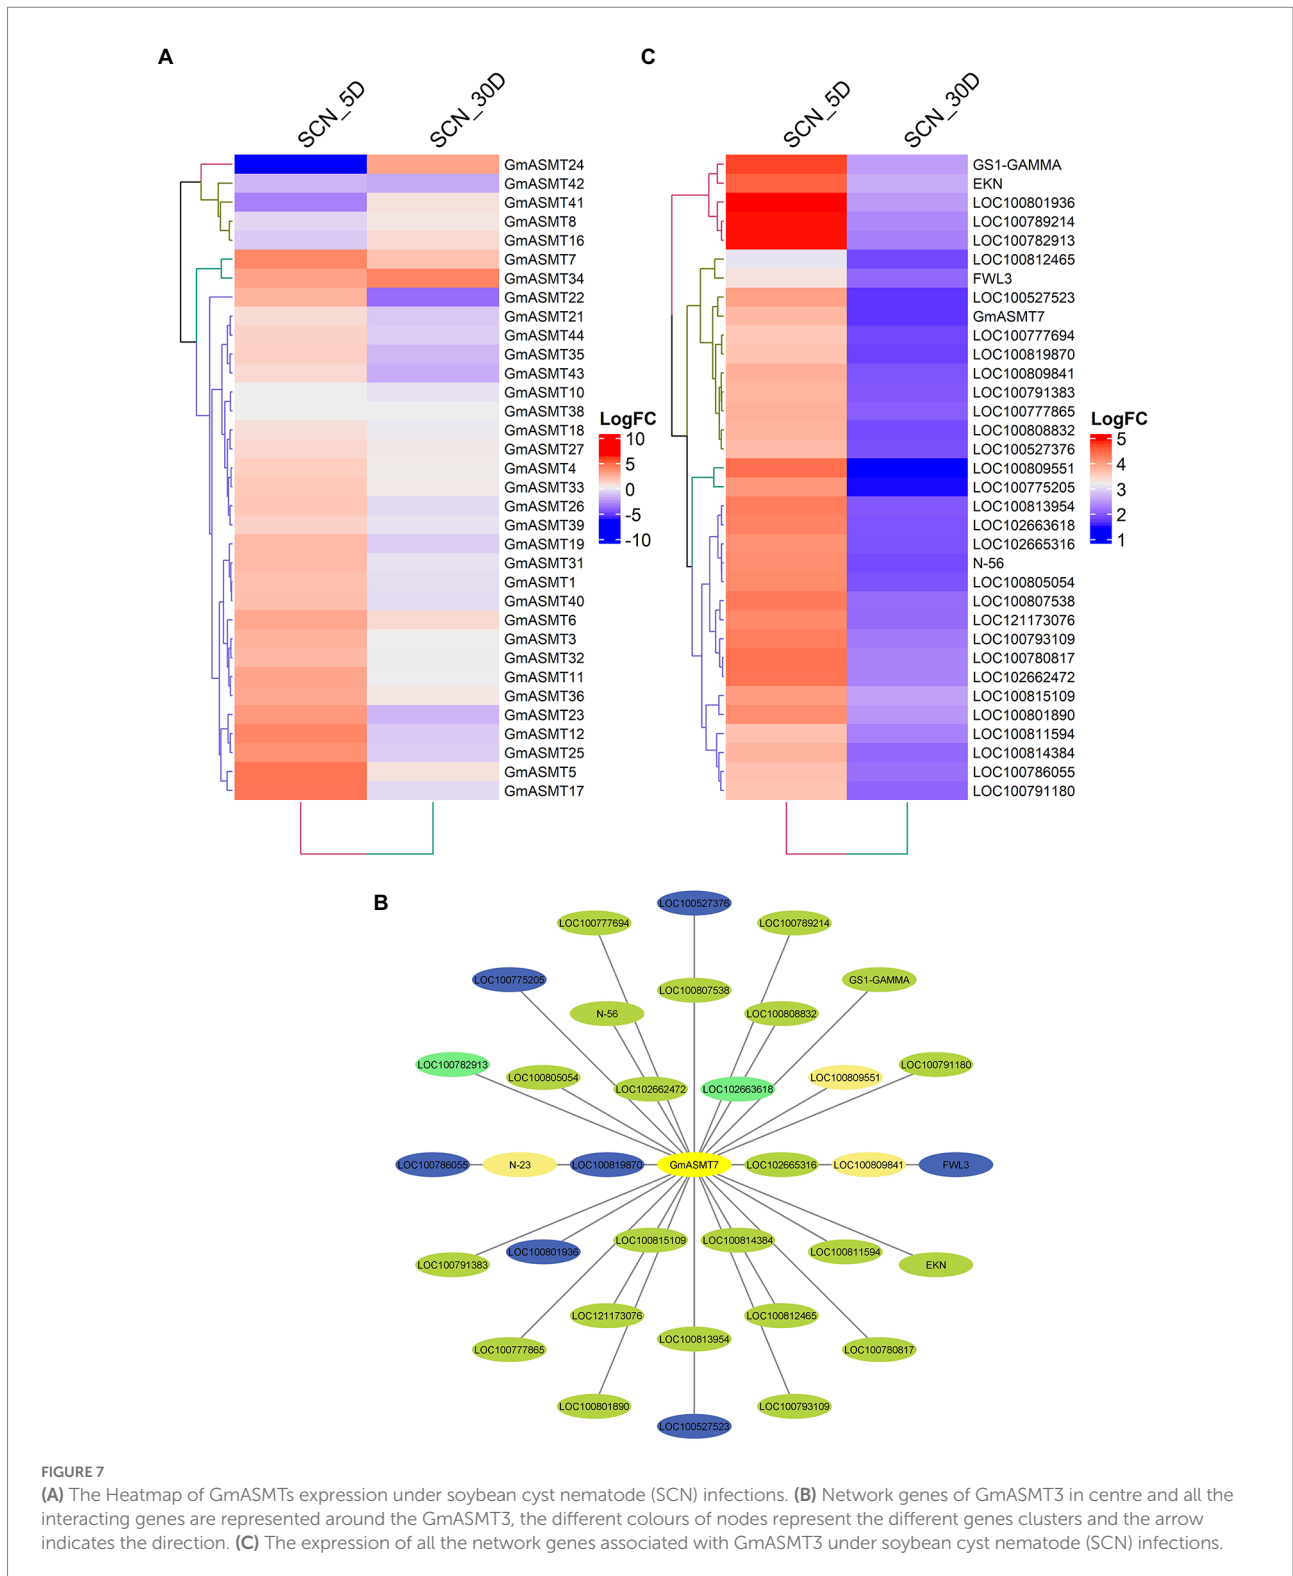 A
SCN_5D
SCN_30D
GmASMT24
GmASMT42
GmASMT41
GmASMT8
GmASMT16
GmASMT7
GmASMT34
GmASMT22
GmASMT21
GmASMT44
GmASMT35
GmASMT43
GmASMT10
GmASMT38
GmASMT18
GmASMT27
GmASMT4
GmASMT33
GmASMT26
GmASMT39
GmASMT19
GmASMT31
GmASMT1
GmASMT40
GmASMT6
GmASMT3
GmASMT32
GmASMT11
GmASMT36
GmASMT23
GmASMT12
GmASMT25
GmASMT5
GmASMT17
LogFC
10
5
0
-5
-10
C
SCN_5D
SCN_30D
GS1-GAMMA
EKN
LOC100801936
LOC100789214
LOC100782913
LOC100812465
FWL3
LOC100527523
GmASMT7
LOC100777694
LOC100819870
LOC100809841
LOC100791383
LOC100777865
LOC100808832
LOC100527376
LOC100809551
LOC100775205
LOC100813954
LOC102663618
LOC102665316
N-56
LOC100805054
LOC100807538
LOC121173076
LOC100793109
LOC100780817
LOC102662472
LOC100815109
LOC100801890
LOC100811594
LOC100814384
LOC100786055
LOC100791180
LogFC
5
4
3
2
1
B
LOC100527376
LOC100777694
LOC100789214
LOC100775205
GS1-GAMMA
LOC100807538
N-56
LOC100808832
LOC100782913
LOC100805054
LOC102662472
LOC102663618
LOC100809551
LOC100791180
LOC100786055
N-23
LOC100819870
GmASMT7
LOC102665316
LOC100809841
FWL3
LOC100815109
LOC100814384
LOC100801936
LOC100811594
LOC100791383
EKN
LOC121173076
LOC100812465
LOC100813954
LOC100777865
LOC100780817
LOC100801890
LOC100793109
LOC100527523
FIGURE 7
(A) The Heatmap of GmASMTs expression under soybean cyst nematode (SCN) infections. (B) Network genes of GmASMT3 in centre and all the
interacting genes are represented around the GmASMT3, the different colours of nodes represent the different genes clusters and the arrow
indicates the direction. (C) The expression of all the network genes associated with GmASMT3 under soybean cyst nematode (SCN) infections.